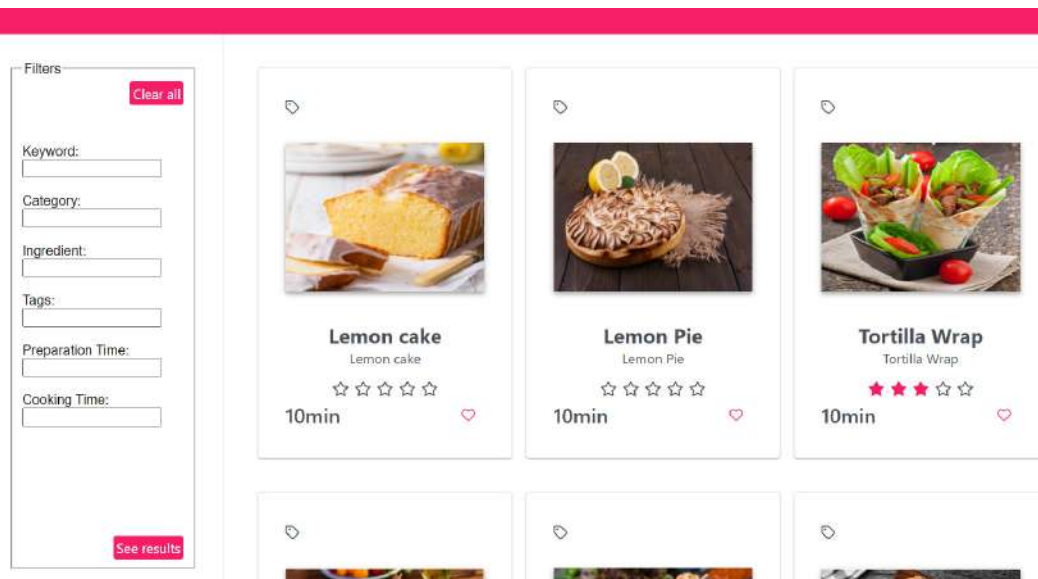 Filters
Clear all
Keyword:
Category:
Ingredient:
Tags:
Preparation Time:
Cooking Time:
See results
Lemon cake
Lemon cake
10min
Lemon Pie
Lemon Pie
10min
Tortilla Wrap
Tortilla Wrap
10min